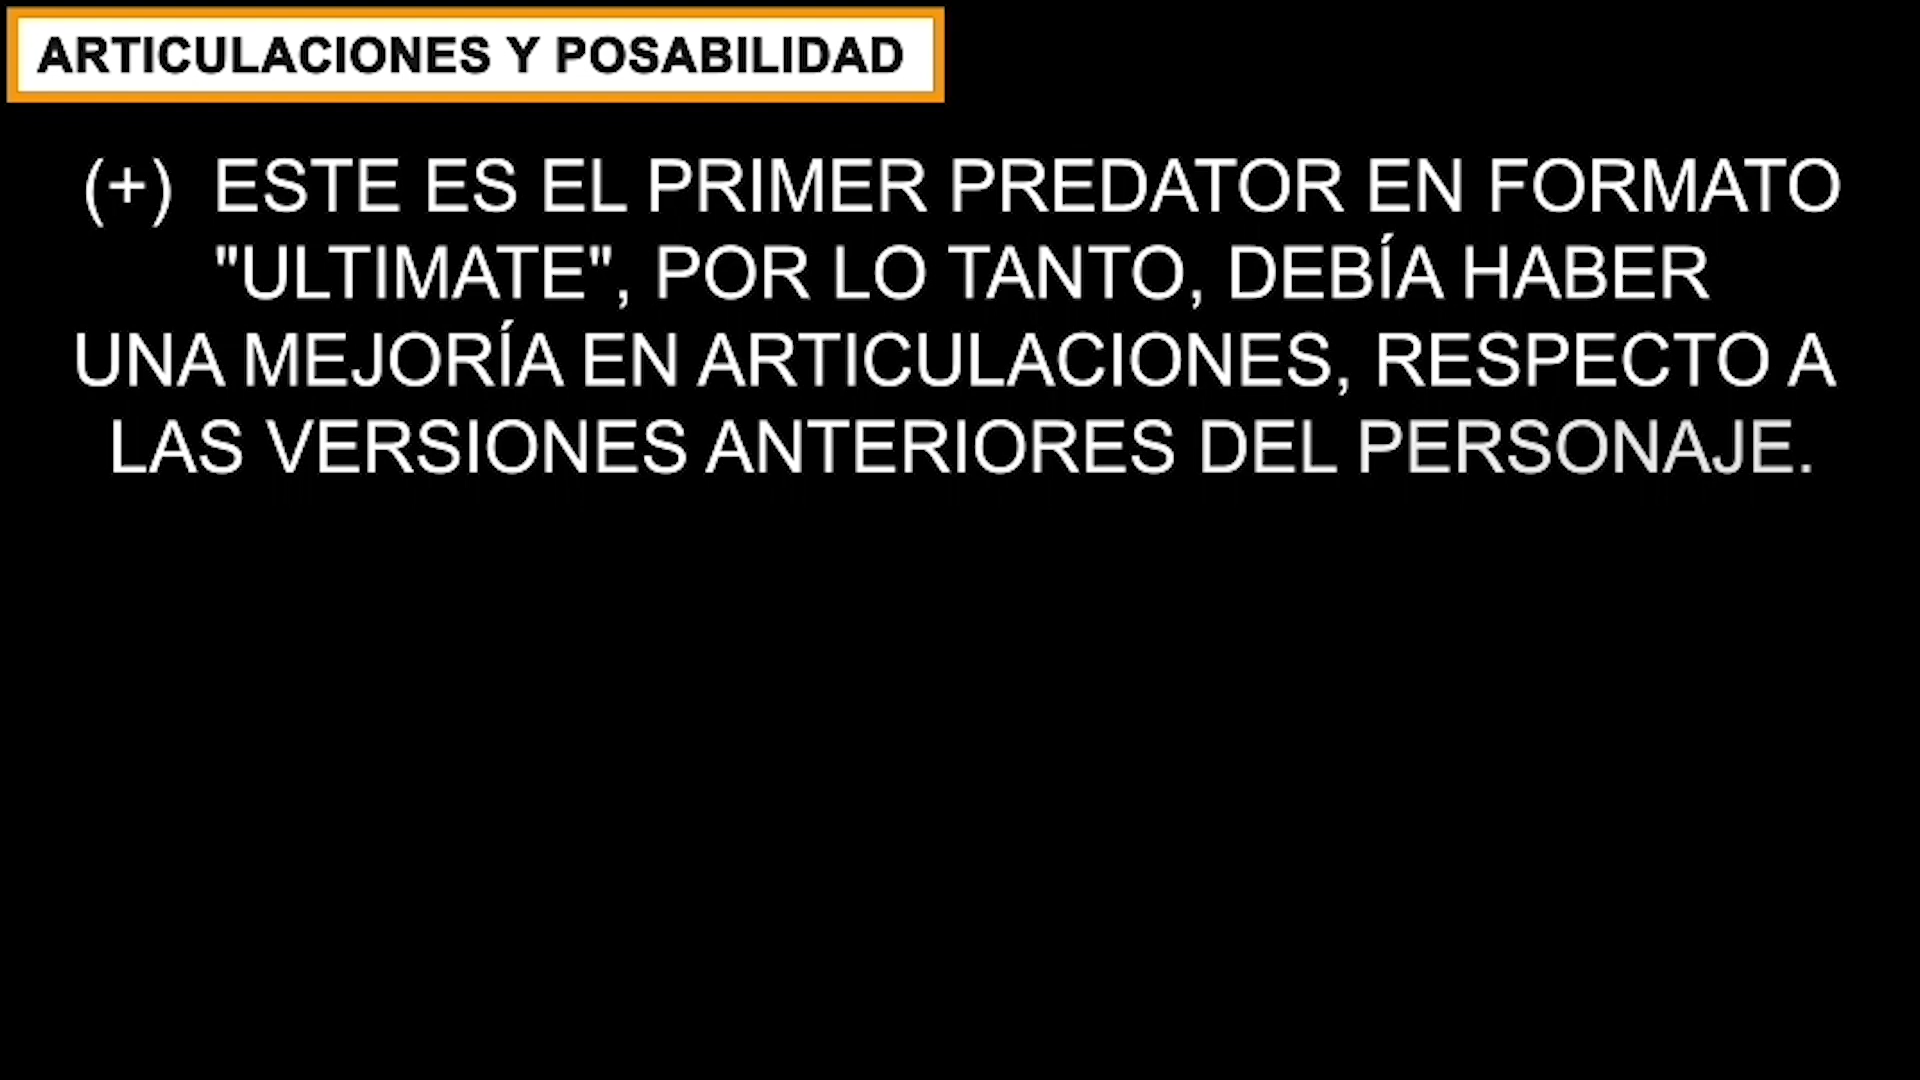 ARTICULACIONES Y POSABILIDAD
(+) ESTE ES EL PRIMER PREDATOR EN FORMATO
"ULTIMATE", POR LO TANTO, DEBÍA HABER
UNA MEJORÍA EN ARTICULACIONES, RESPECTO A
LAS VERSIONES ANTERIORES DEL PERSONAJE.